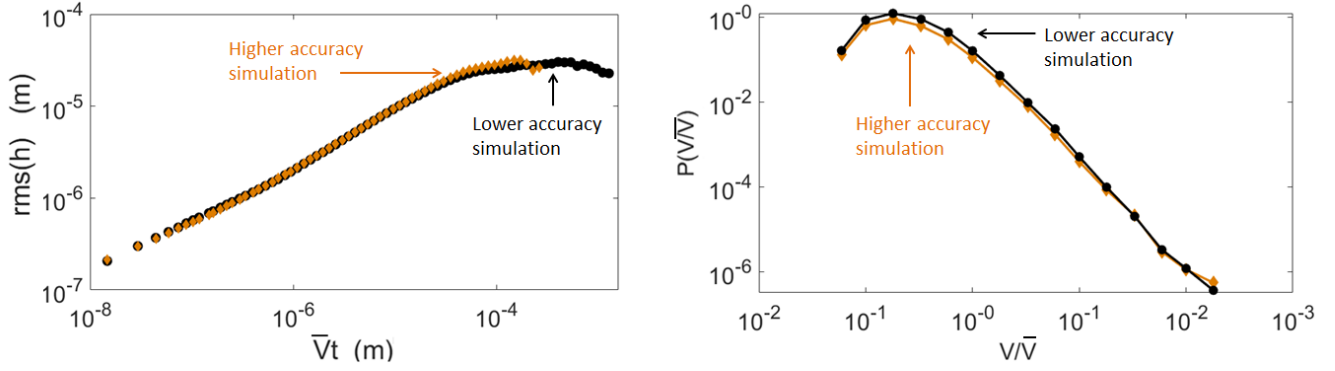 10^-4
10^-5
10^-6
10^-7
rms(h) (m)
Higher accuracy
simulation
Lower accuracy
simulation
10^-8
10^-6
10^-4
V̅t (m)
10^-0
10^-2
10^-4
10^-6
P(V/V̅)
Lower accuracy
simulation
Higher accuracy
simulation
10^-2
10^-1
10^-0
10^-1
10^-2
10^-3
V/V̅